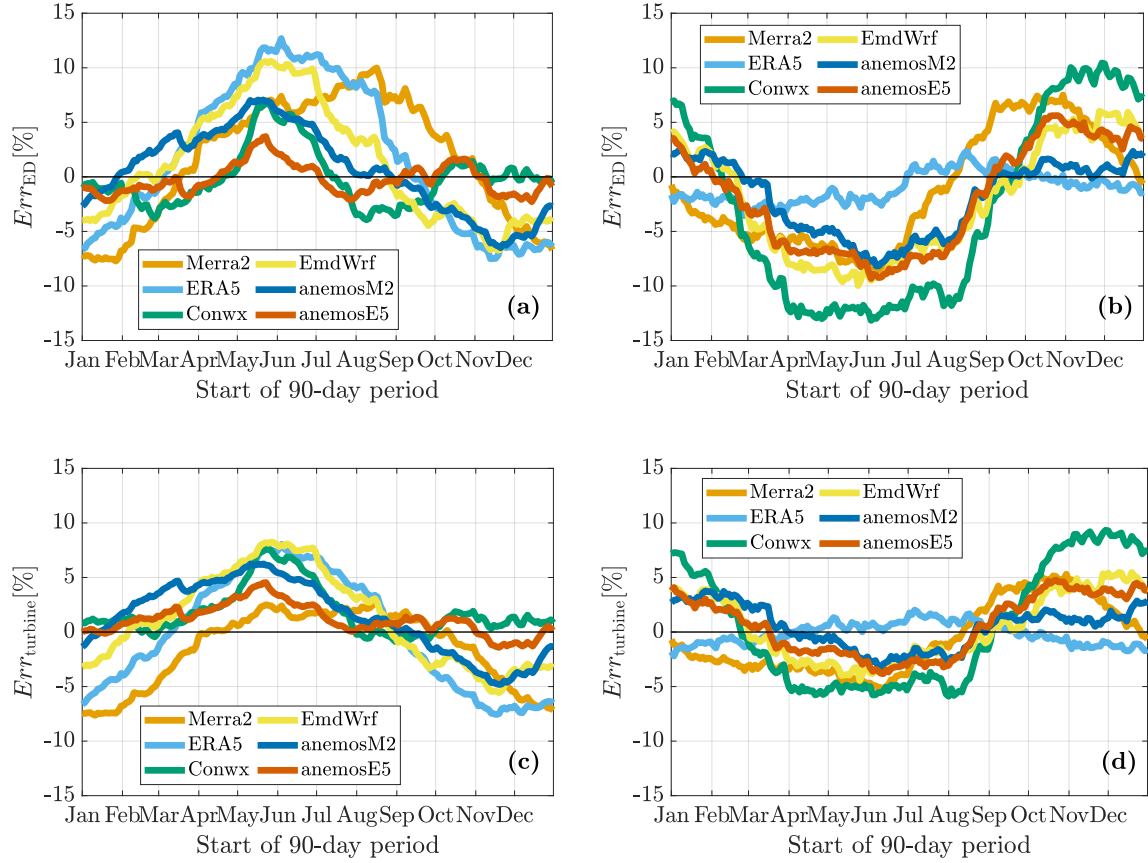 15
10
5
0
-5
-10
-15
Err_ED [%]
Merra2 EmdWrf
ERA5 anemosM2
Conwx anemosE5
(a)
Jan Feb Mar Apr May Jun Jul Aug Sep Oct Nov Dec
Start of 90-day period
15
10
5
0
-5
-10
-15
Err_ED [%]
Merra2 EmdWrf
ERA5 anemosM2
Conwx anemosE5
(b)
Jan Feb Mar Apr May Jun Jul Aug Sep Oct Nov Dec
Start of 90-day period
15
10
5
0
-5
-10
-15
Err_turbine [%]
Merra2 EmdWrf
ERA5 anemosM2
Conwx anemosE5
(c)
Jan Feb Mar Apr May Jun Jul Aug Sep Oct Nov Dec
Start of 90-day period
15
10
5
0
-5
-10
-15
Err_turbine [%]
Merra2 EmdWrf
ERA5 anemosM2
Conwx anemosE5
(d)
Jan Feb Mar Apr May Jun Jul Aug Sep Oct Nov Dec
Start of 90-day period